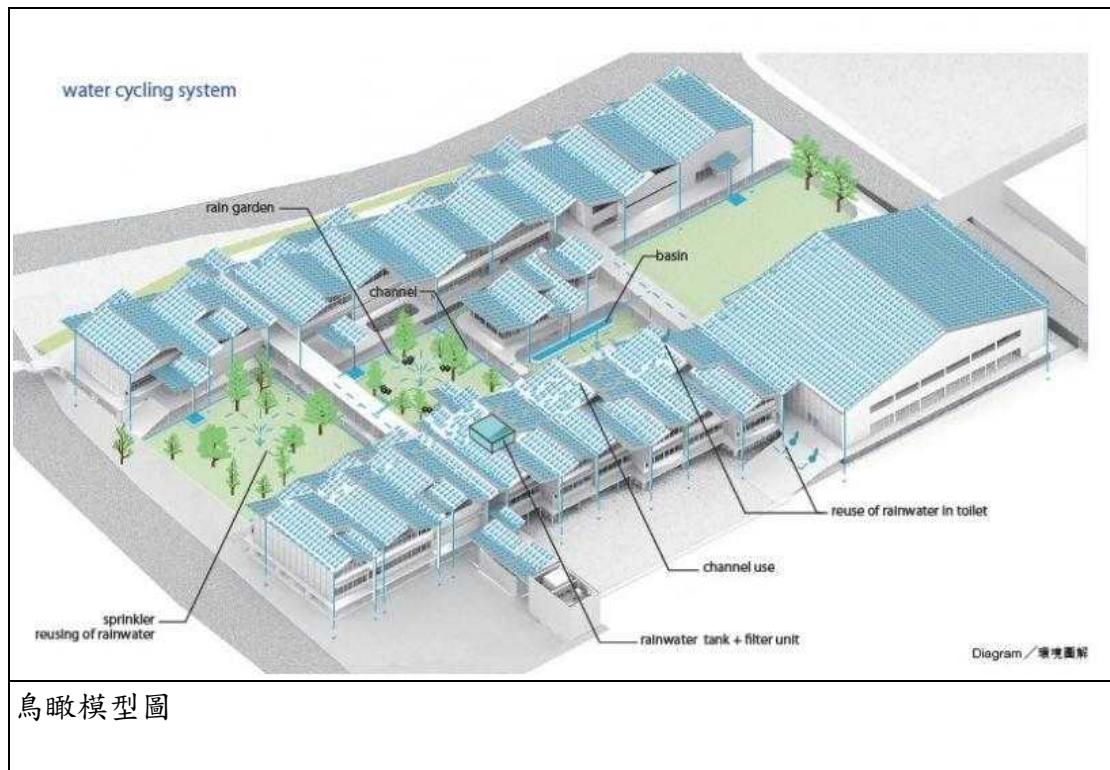 water cycling system
rain garden
channel
basin
reuse of rainwater in toilet
channel use
sprinkler
reusing of rainwater
rainwater tank + filter unit
Diagram／環境圖解
鳥瞰模型圖